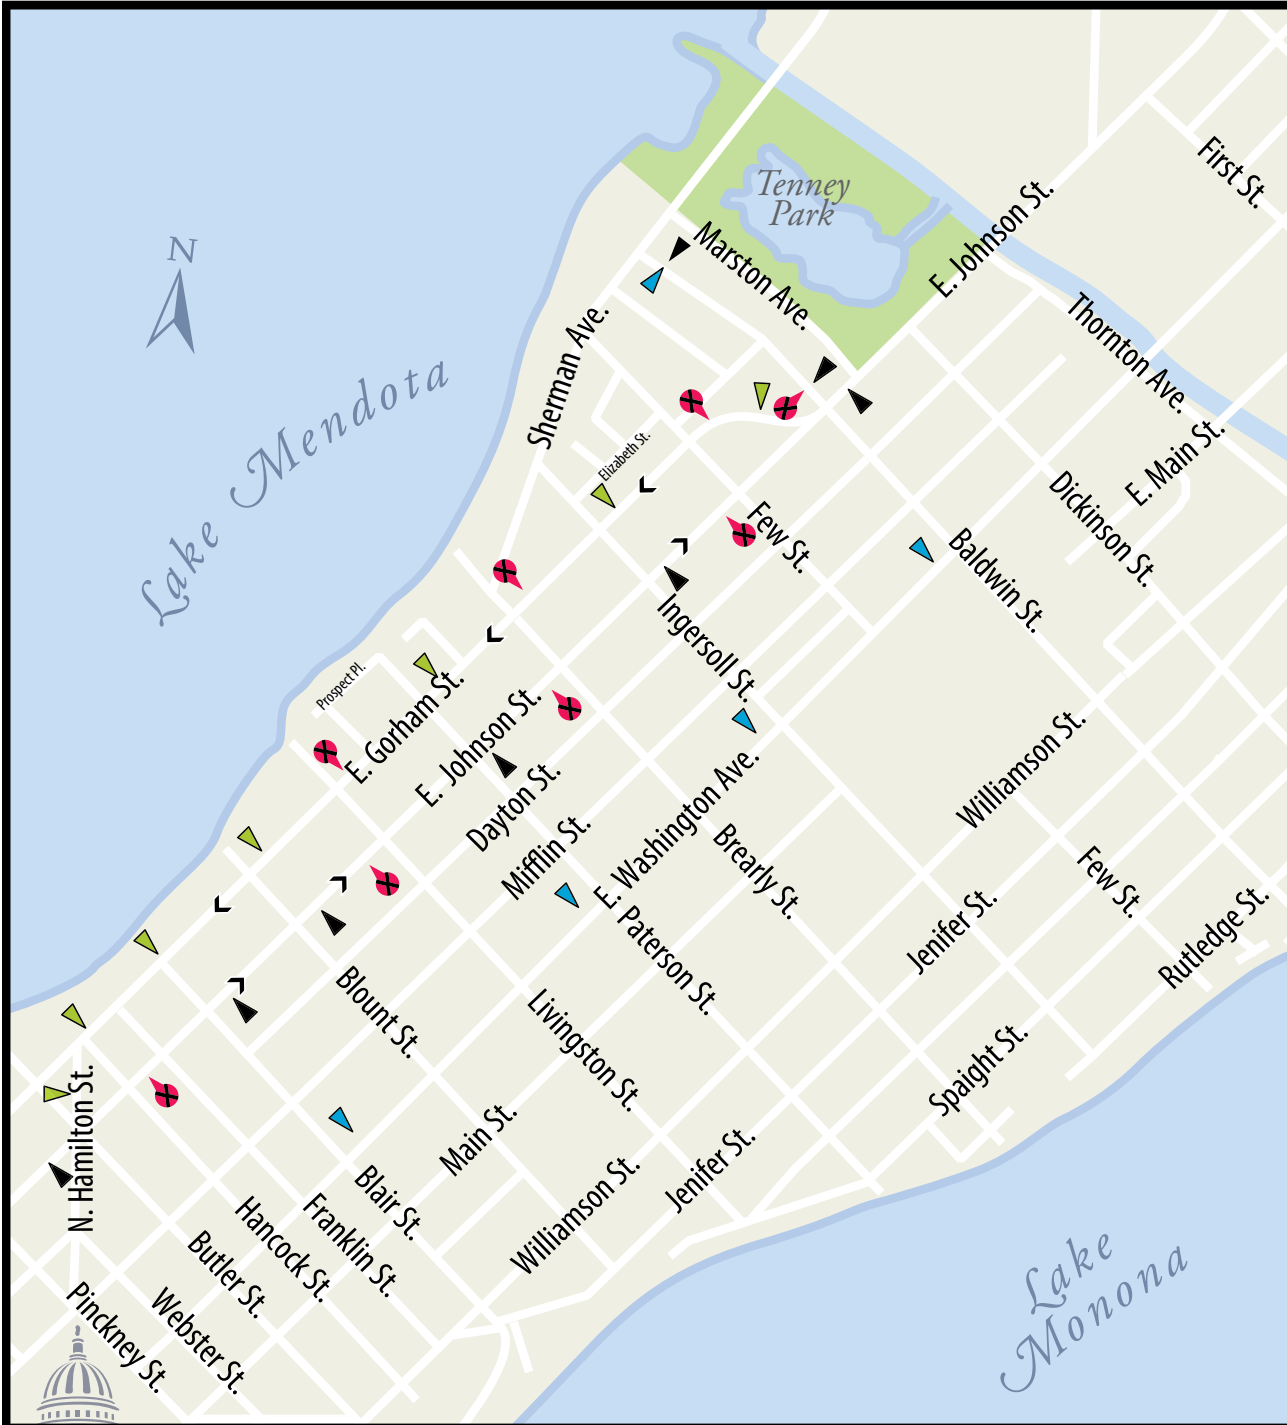 First St.
Tenney
Park
E. Johnson St.
Marston Ave.
N
Thornton Ave.
Sherman Ave.
Lake Mendota
E. Main St.
Elizabeth St.
Dickinson St.
Few St.
Baldwin St.
Ingersoll St.
Prospect Pl.
E. Gorham St.
E. Johnson St.
Dayton St.
Mifflin St.
E. Washington Ave.
Williamson St.
Brearly St.
Few St.
Jenifer St.
Rutledge St.
Paterson St.
Blount St.
Livingston St.
Spaight St.
N. Hamilton St.
Main St.
Jenifer St.
Williamson St.
Blair St.
Franklin St.
Hancock St.
Butler St.
Webster St.
Pinckney St.
Lake
Monona